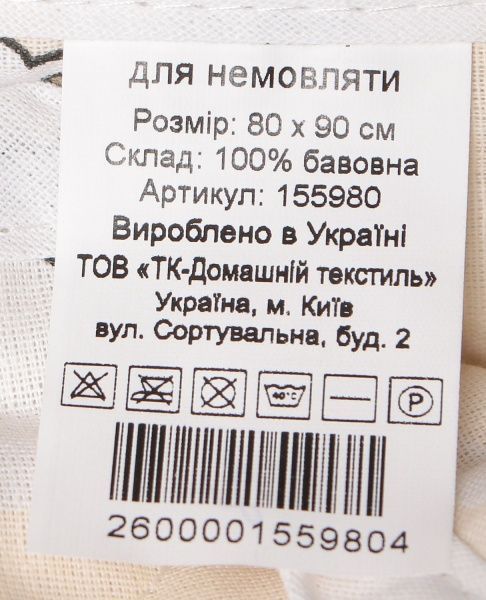 для немовляти
Розмір: 80 х 90 см
Склад: 100% бавовна
Артикул: 155980
Вироблено в Україні
ТОВ «ТК-Домашній текстиль»
Україна, м. Київ
вул. Сортувальна, буд. 2
40°C P
2600001559804